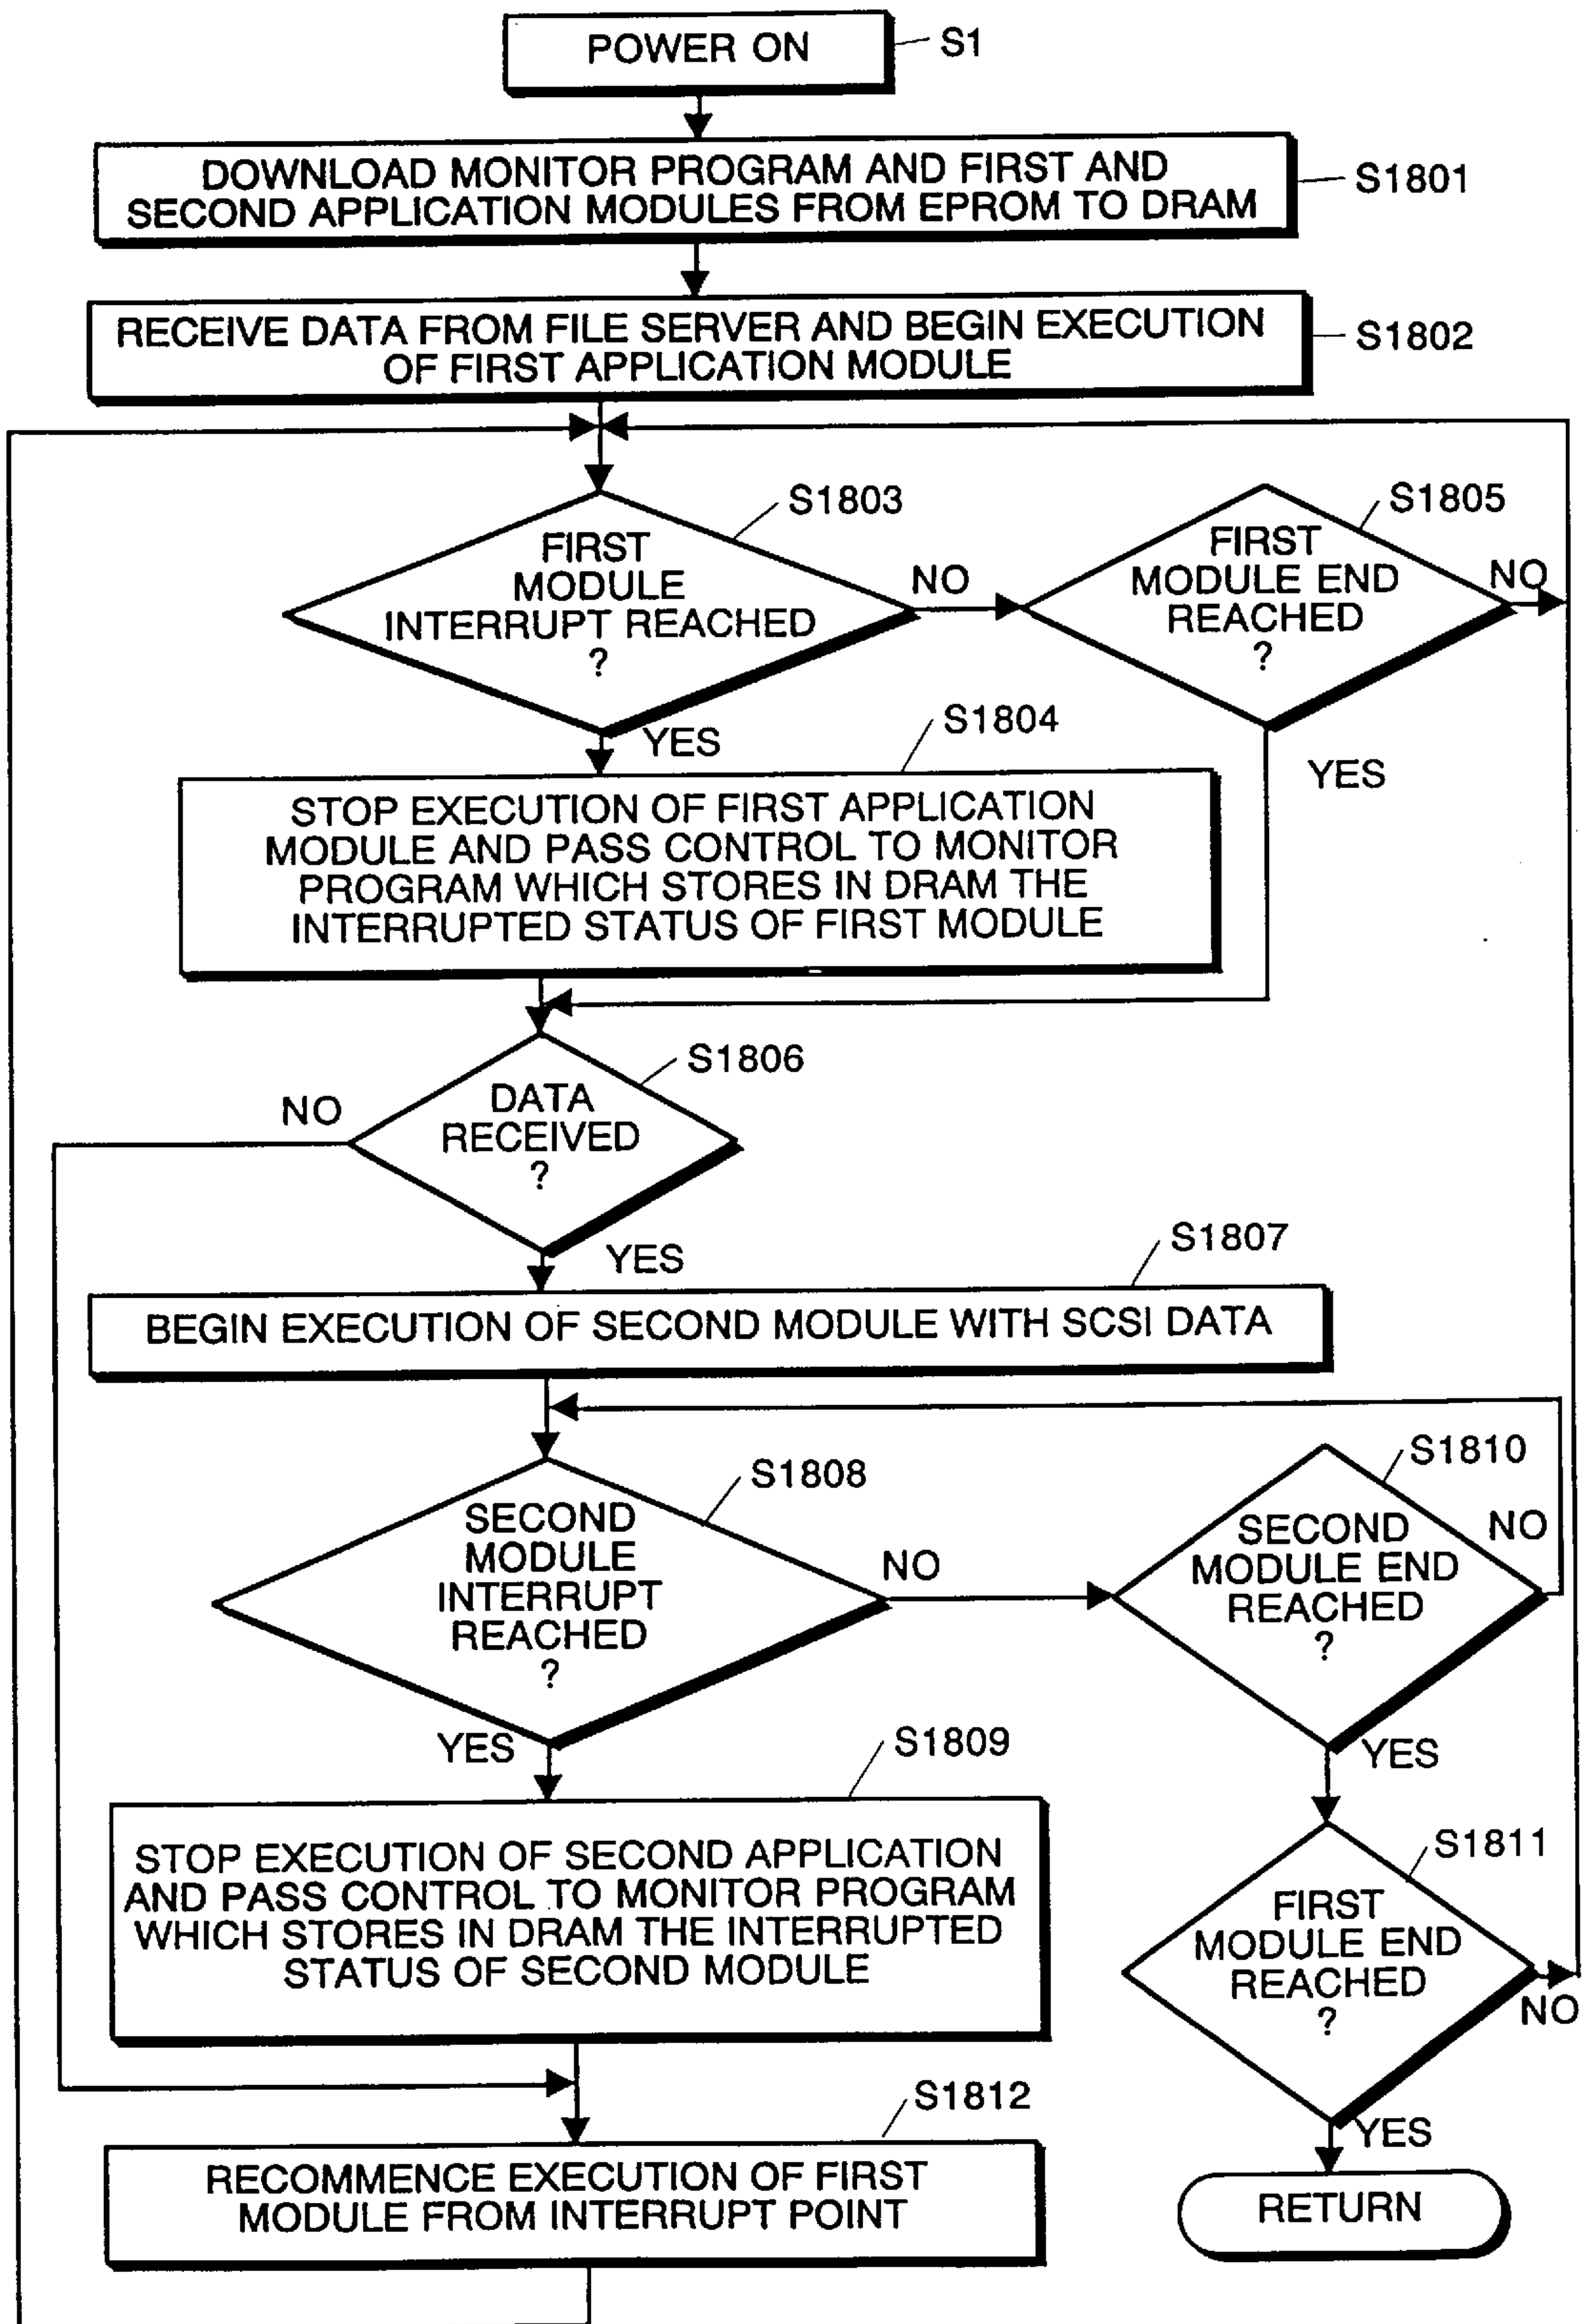 POWER ON
S1
DOWNLOAD MONITOR PROGRAM AND FIRST AND
SECOND APPLICATION MODULES FROM EPROM TO DRAM
S1801
RECEIVE DATA FROM FILE SERVER AND BEGIN EXECUTION
OF FIRST APPLICATION MODULE
S1802
S1803
FIRST
MODULE
INTERRUPT REACHED
?
NO
YES
S1805
FIRST
MODULE END
REACHED
?
NO
YES
S1804
STOP EXECUTION OF FIRST APPLICATION
MODULE AND PASS CONTROL TO MONITOR
PROGRAM WHICH STORES IN DRAM THE
INTERRUPTED STATUS OF FIRST MODULE
S1806
DATA
RECEIVED
?
NO
YES
S1807
BEGIN EXECUTION OF SECOND MODULE WITH SCSI DATA
S1808
SECOND
MODULE
INTERRUPT
REACHED
?
NO
YES
S1810
SECOND
MODULE END
REACHED
?
NO
YES
S1809
STOP EXECUTION OF SECOND APPLICATION
AND PASS CONTROL TO MONITOR PROGRAM
WHICH STORES IN DRAM THE INTERRUPTED
STATUS OF SECOND MODULE
S1811
FIRST
MODULE END
REACHED
?
NO
YES
S1812
RECOMMENCE EXECUTION OF FIRST
MODULE FROM INTERRUPT POINT
RETURN